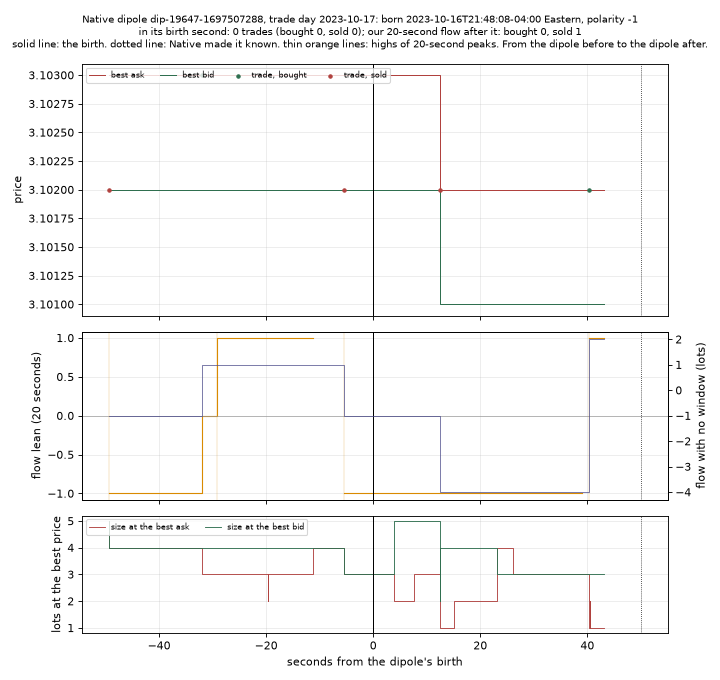 Native dipole dip-19647-1697507288, trade day 2023-10-17: born 2023-10-16T21:48:08-04:00 Eastern, polarity -1
in its birth second: 0 trades (bought 0, sold 0); our 20-second flow after it: bought 0, sold 1
solid line: the birth. dotted line: Native made it known. thin orange lines: highs of 20-second peaks. From the dipole before to the dipole after.
best ask best bid trade, bought trade, sold
3.10300
3.10275
3.10250
3.10225
3.10200
3.10175
3.10150
3.10125
3.10100
price
1.0
0.5
0.0
−0.5
−1.0
flow lean (20 seconds)
2
1
0
−1
−2
−3
−4
flow with no window (lots)
size at the best ask size at the best bid
5
4
3
2
1
lots at the best price
−40 −20 0 20 40
seconds from the dipole's birth